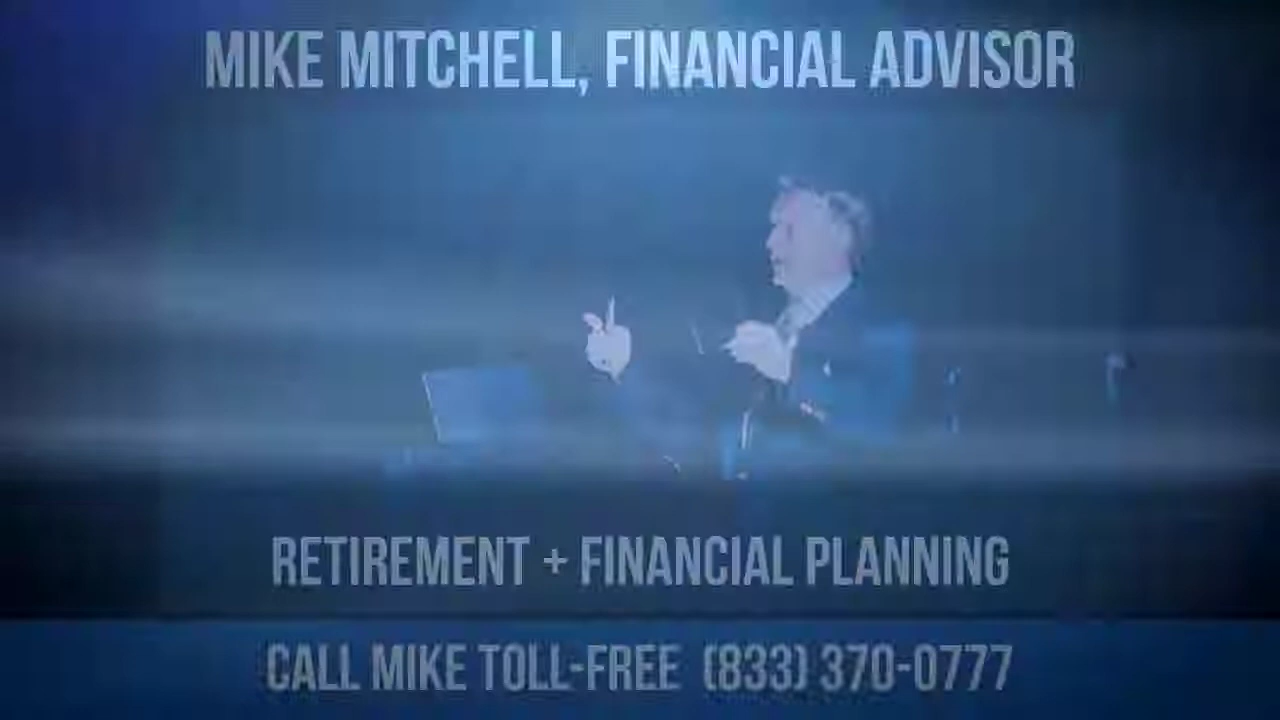 MIKE MITCHELL, FINANCIAL ADVISOR
RETIREMENT + FINANCIAL PLANNING
CALL MIKE TOLL-FREE (833) 370-0777